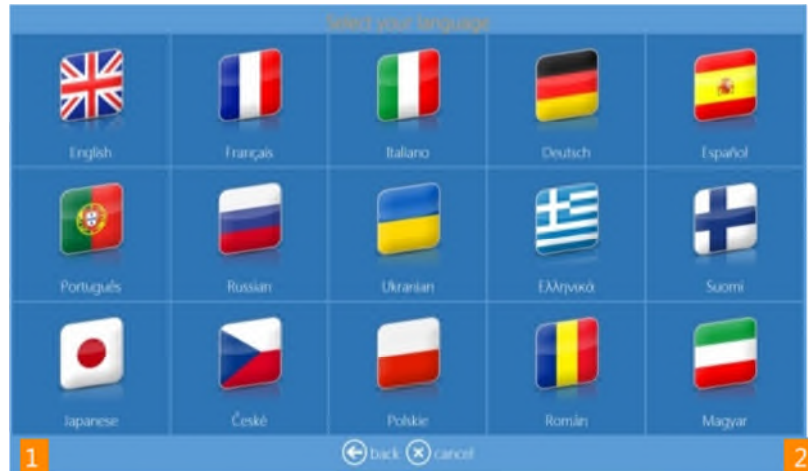 Select your language
English Français Italiano Deutsch Español
Português Russian Ukranian Ελληνικά Suomi
Japanese České Polskie Român Magyar
1 back cancel 2